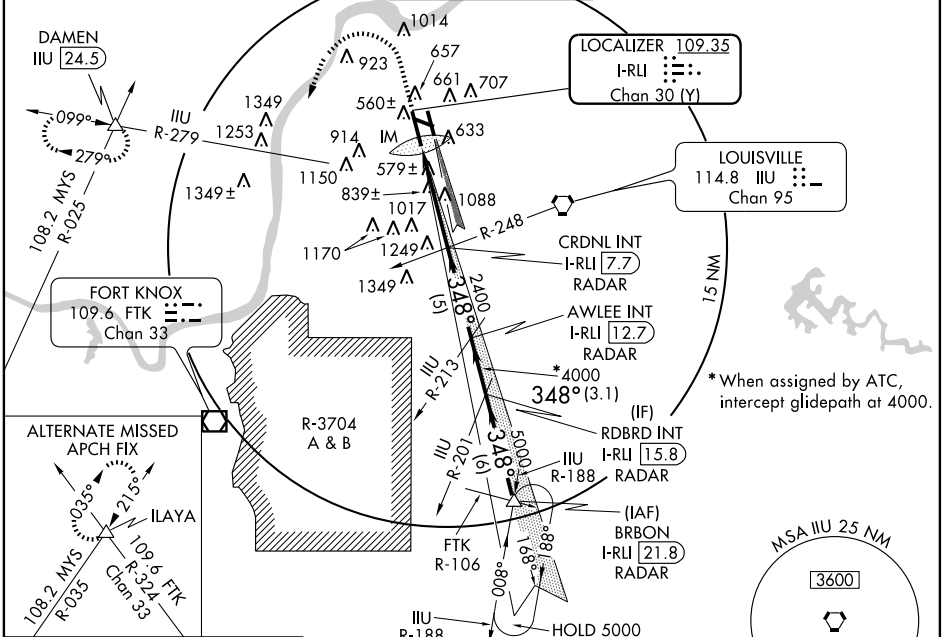 1014
DAMEN
IIU 24.5
923
657
LOCALIZER 109.35
I-RLI
Chan 30 (Y)
661
707
560±
1349
1253
IIU
R-279
099°
279°
914
IM
633
1150
579±
839±
1349±
1088
LOUISVILLE
114.8 IIU
Chan 95
108.2 MYS
R-025
1017
1170
1249
R-248
1349
CRDNL INT
I-RLI 7.7
RADAR
15 NM
FORT KNOX
109.6 FTK
Chan 33
348°
(5)
2400
AWLEE INT
I-RLI 12.7
RADAR
IIU
R-213
*4000
348° (3.1)
* When assigned by ATC,
intercept glidepath at 4000.
R-3704
A & B
(IF)
RDBRD INT
I-RLI 15.8
RADAR
ALTERNATE MISSED
APCH FIX
IIU
R-201
(6)
348°
5000
IIU
R-188
035°
215°
ILAYA
(IAF)
BRBON
I-RLI 21.8
RADAR
FTK
R-106
008°
168°
88
MSA IIU 25 NM
3600
108.2 MYS
R-035
109.6 FTK
R-324
Chan 33
IIU
R-188
HOLD 5000